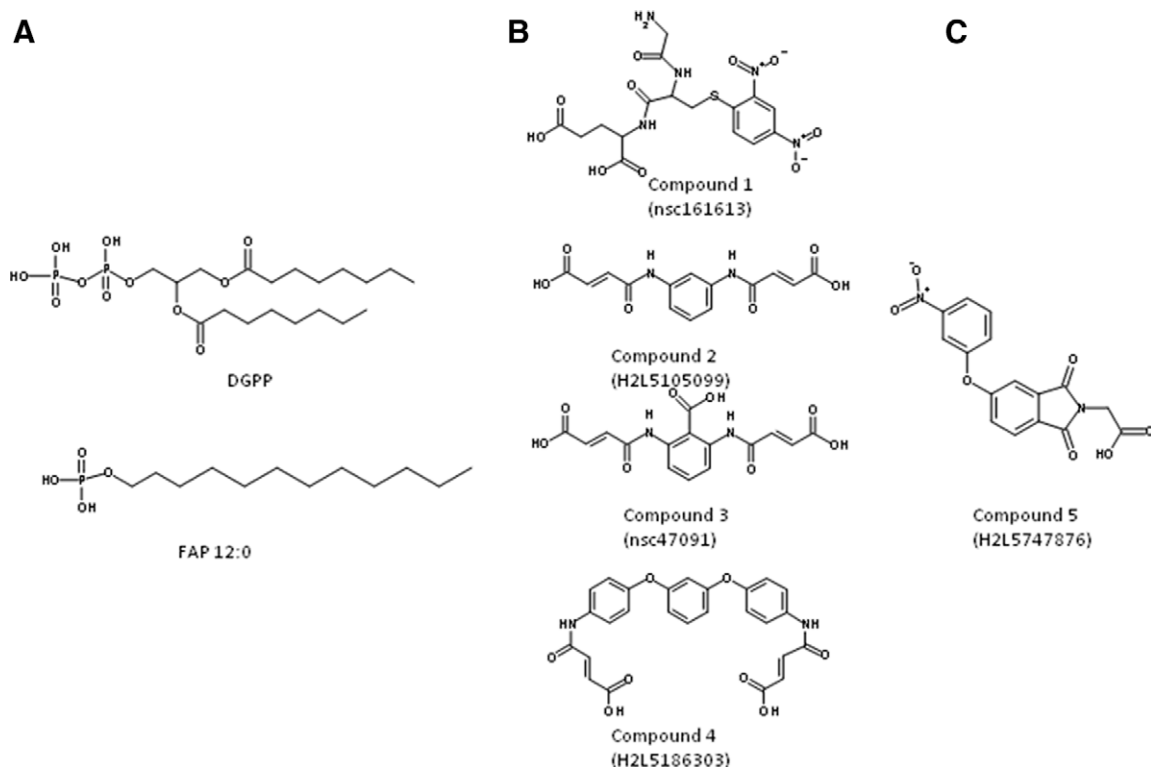 A
B
C
DGPP
FAP 12:0
Compound 1
(nsc161613)
Compound 2
(H2L5105099)
Compound 3
(nsc47091)
Compound 4
(H2L5186303)
Compound 5
(H2L5747876)